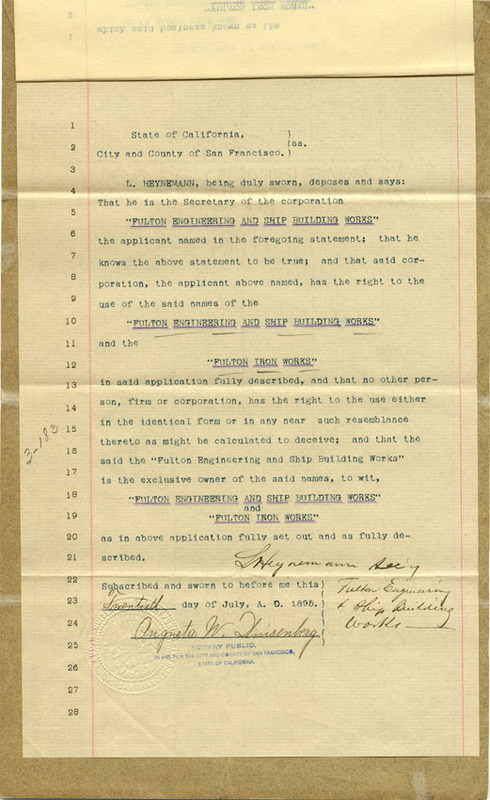 which said business known as the
1
State of California, )
2
(ss.
City and County of San Francisco. )
3
L. HEYNEMANN, being duly sworn, deposes and says:
4
That he is the Secretary of the corporation
5
"FULTON ENGINEERING AND SHIP BUILDING WORKS"
6
the applicant named in the foregoing statement; that he
7
knows the above statement to be true; and that said cor-
8
poration, the applicant above named, has the right to the
9
use of the said names of the
10
"FULTON ENGINEERING AND SHIP BUILDING WORKS"
11
and the
12
"FULTON IRON WORKS"
13
in said application fully described, and that no other per-
14
son, firm or corporation, has the right to the use either
15
in the identical form or in any near such resemblance
16
thereto as might be calculated to deceive; and that the
said the "Fulton Engineering and Ship Building Works"
17
is the exclusive owner of the said names, to wit,
18
"FULTON ENGINEERING AND SHIP BUILDING WORKS"
and
19
"FULTON IRON WORKS"
20
as in above application fully set out and as fully de-
21
scribed.
L Heynemann Sec'y
Fulton Engineering
& Ship Building
Works
22
Subscribed and sworn to before me this )
23
Twentieth day of July, A. D. 1895. (
24
25
NOTARY PUBLIC.
IN AND FOR THE CITY AND COUNTY OF SAN FRANCISCO,
STATE OF CALIFORNIA.
26
27
28
3-183